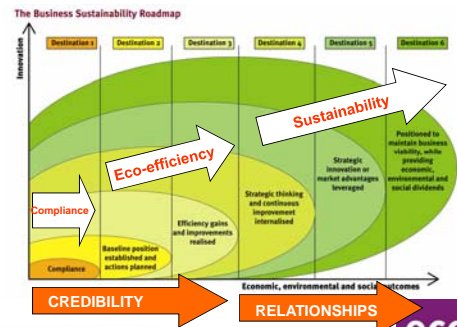 The Business Sustainability Roadmap
Innovation
Destination 1
Destination 2
Destination 3
Destination 4
Destination 5
Destination 6
Sustainability
Eco-efficiency
Compliance
Positioned to
maintain business
viability, while
providing
economic,
environmental and
social dividends
Strategic
innovation or
market advantages
leveraged
Strategic thinking
and continuous
improvement
internalised
Efficiency gains
and improvements
realised
Baseline position
established and
actions planned
Compliance
Economic, environmental and social outcomes
CREDIBILITY
RELATIONSHIPS